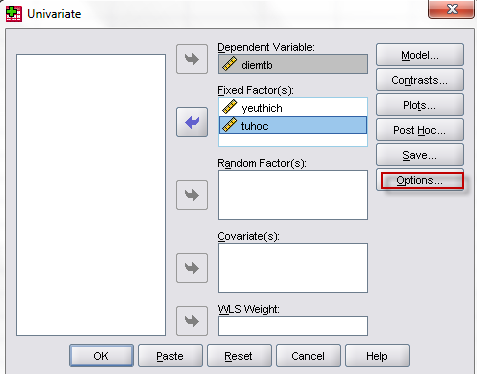 Univariate
Dependent Variable:
diemtb
Fixed Factor(s):
yeuthich
tuhoc
Random Factor(s):
Covariate(s):
WLS Weight:
Model...
Contrasts...
Plots...
Post Hoc...
Save...
Options...
OK
Paste
Reset
Cancel
Help